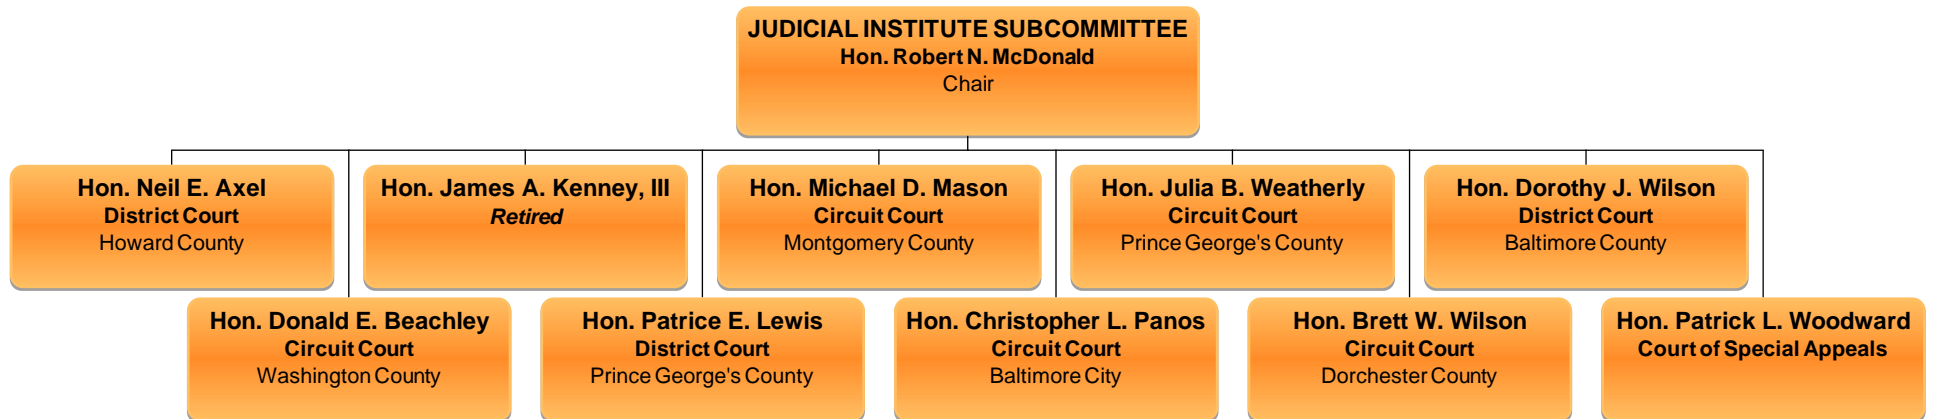 JUDICIAL INSTITUTE SUBCOMMITTEE
Hon. Robert N. McDonald
Chair
Hon. Neil E. Axel
District Court
Howard County
Hon. James A. Kenney, III
Retired
Hon. Michael D. Mason
Circuit Court
Montgomery County
Hon. Julia B. Weatherly
Circuit Court
Prince George's County
Hon. Dorothy J. Wilson
District Court
Baltimore County
Hon. Donald E. Beachley
Circuit Court
Washington County
Hon. Patrice E. Lewis
District Court
Prince George's County
Hon. Christopher L. Panos
Circuit Court
Baltimore City
Hon. Brett W. Wilson
Circuit Court
Dorchester County
Hon. Patrick L. Woodward
Court of Special Appeals